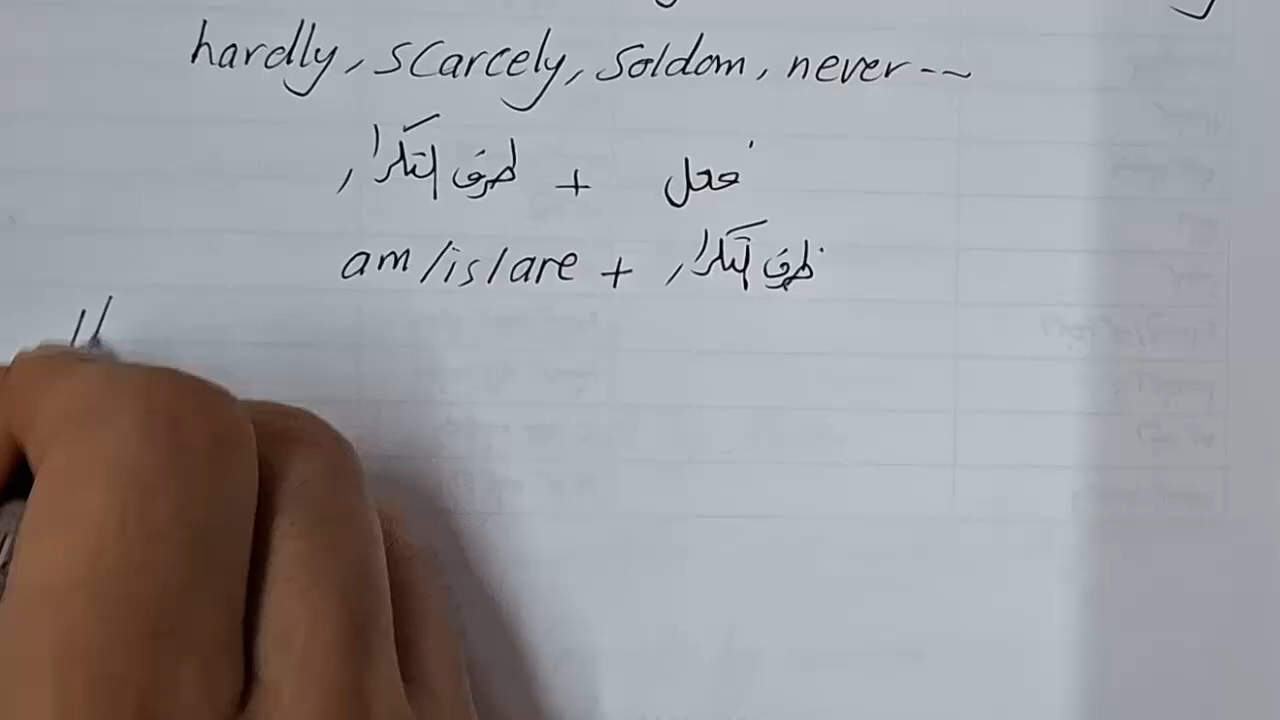 hardly, scarcely, soldom, never --~
ظرف التكرار + فعل
am/is/are + ظرف التكرار